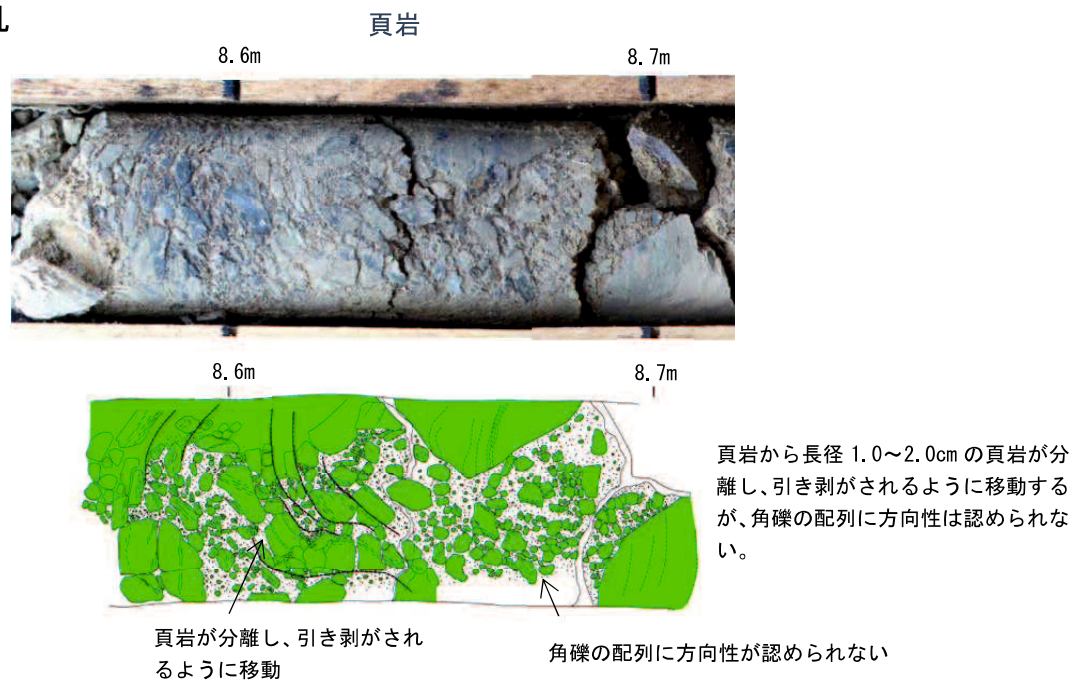 頁岩
8.6m
8.7m
8.6m
8.7m
頁岩から長径 1.0～2.0cm の頁岩が分
離し、引き剥がされるように移動する
が、角礫の配列に方向性は認められな
い。
頁岩が分離し、引き剥がされ
るように移動
角礫の配列に方向性が認められない